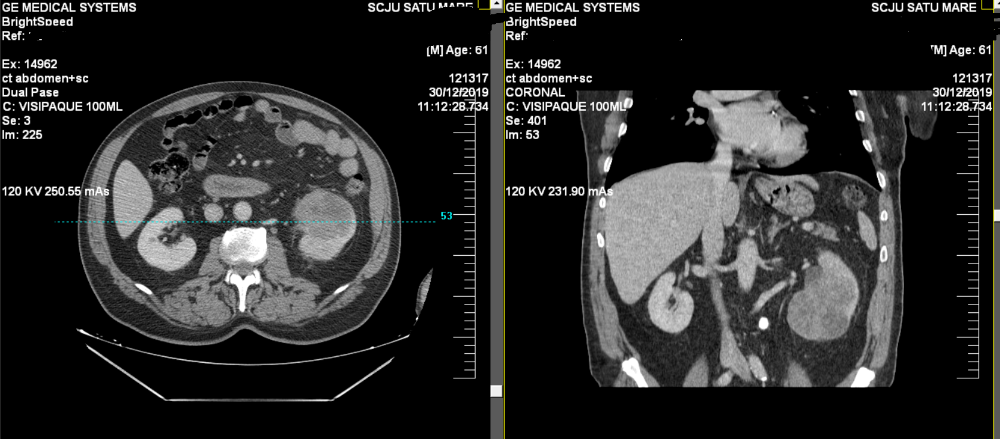 GE MEDICAL SYSTEMS
SCJU SATU MARE
BrightSpeed
Ref:
[M] Age: 61
Ex: 14962
ct abdomen+sc
121317
Dual Pase
30/12/2019
C: VISIPAQUE 100ML
11:12:28.734
Se: 3
Im: 225
120 KV 250.55 mAs
53
GE MEDICAL SYSTEMS
SCJU SATU MARE
BrightSpeed
Ref:
[M] Age: 61
Ex: 14962
ct abdomen+sc
121317
CORONAL
30/12/2019
C: VISIPAQUE 100ML
11:12:28.734
Se: 401
Im: 53
120 KV 231.90 mAs